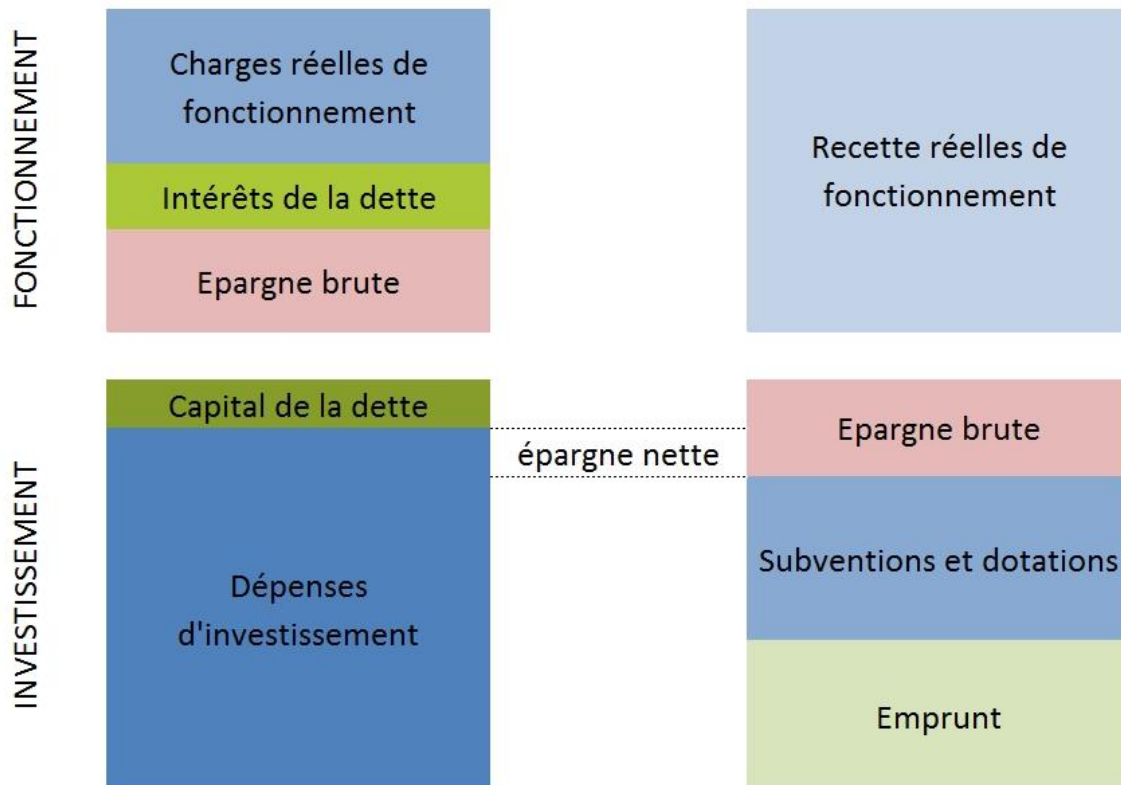 FONCTIONNEMENT
Charges réelles de
fonctionnement
Intérêts de la dette
Epargne brute
Recette réelles de
fonctionnement
INVESTISSEMENT
Capital de la dette
Dépenses
d'investissement
épargne nette
Epargne brute
Subventions et dotations
Emprunt